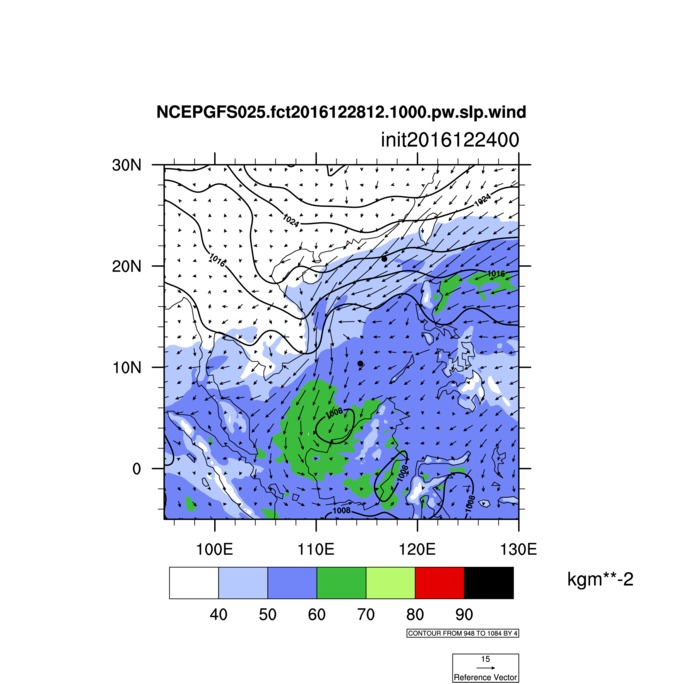 NCEPGFS025.fct2016122812.1000.pw.slp.wind
init2016122400
30N
1024
1024
1016
20N
1016
10N
1008
0
1008
1008
1008
100E 110E 120E 130E
kgm**-2
40 50 60 70 80 90
CONTOUR FROM 948 TO 1084 BY 4
15
Reference Vector